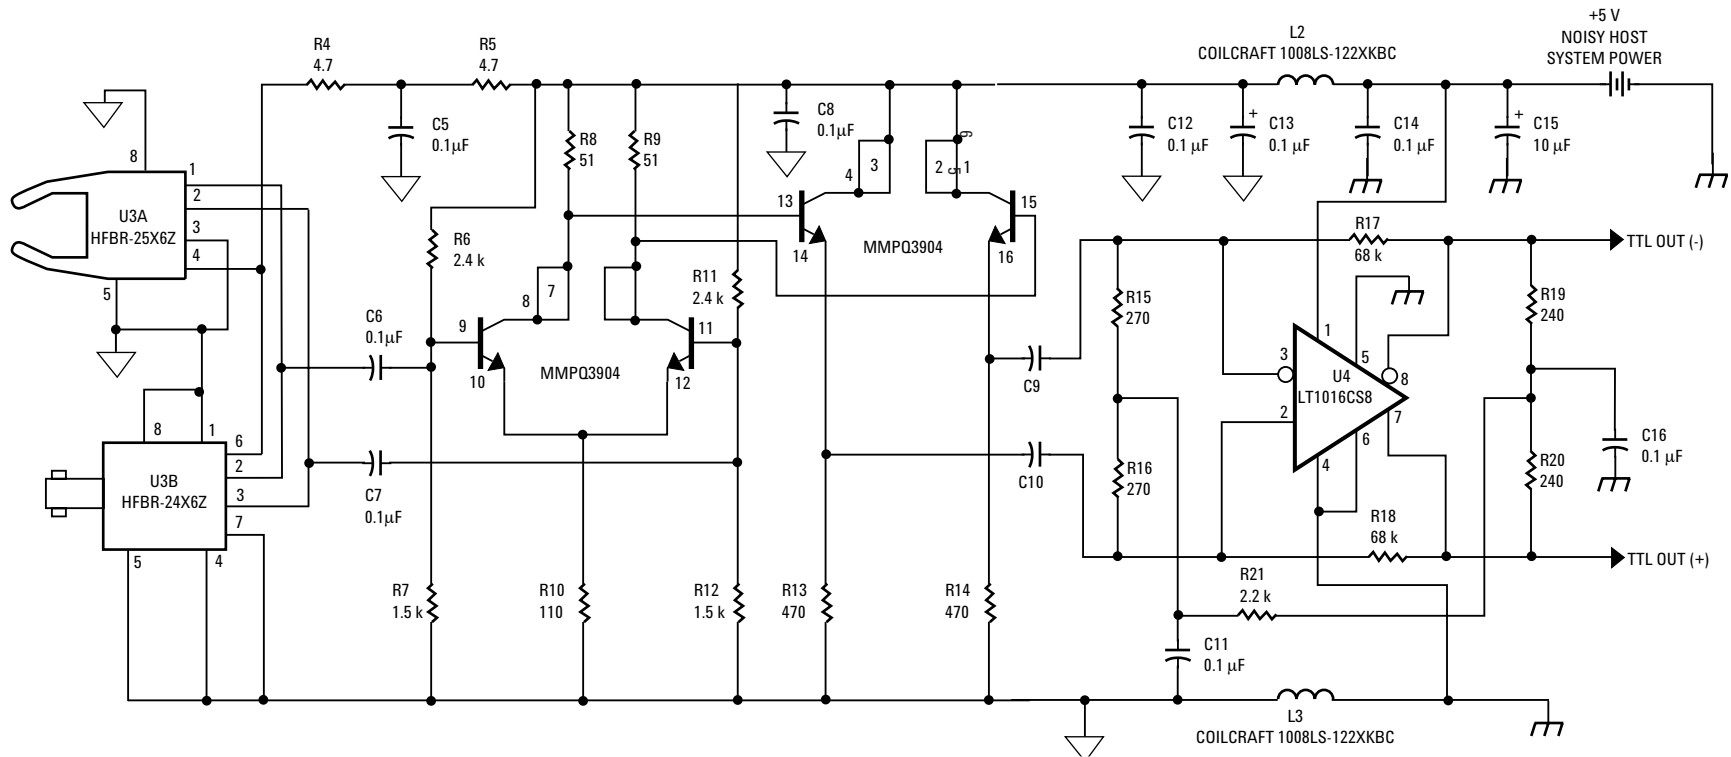 +5 V
NOISY HOST
SYSTEM POWER
L2
COILCRAFT 1008LS-122XKBC
R4
4.7
R5
4.7
C5
0.1µF
C8
0.1µF
C12
0.1 µF
+
C13
0.1 µF
C14
0.1 µF
+
C15
10 µF
R8
51
R9
51
8
1
2
3
4
5
U3A
HFBR-25X6Z
R6
2.4 k
R11
2.4 k
4
3
13
14
9
2
1
5
15
16
MMPQ3904
R17
68 k
TTL OUT (-)
8
7
9
10
11
12
MMPQ3904
C6
0.1µF
R15
270
R19
240
1
3
5
U4
LT1016CS8
8
2
7
6
4
C9
C10
R16
270
C16
0.1 µF
R20
240
8
1
6
2
3
7
5
4
U3B
HFBR-24X6Z
C7
0.1µF
R18
68 k
TTL OUT (+)
R7
1.5 k
R10
110
R12
1.5 k
R13
470
R14
470
R21
2.2 k
C11
0.1 µF
L3
COILCRAFT 1008LS-122XKBC